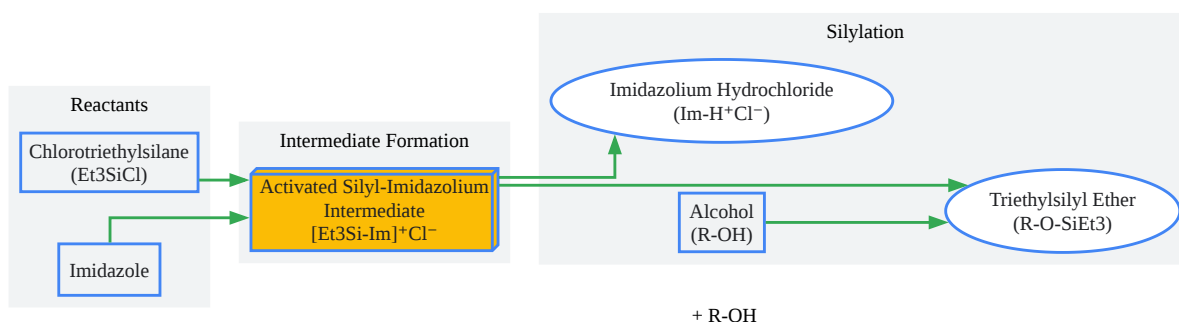 Silylation
Reactants
Imidazolium Hydrochloride
(Im-H⁺Cl⁻)
Intermediate Formation
Chlorotriethylsilane
(Et3SiCl)
Activated Silyl-Imidazolium
Intermediate
[Et3Si-Im]⁺Cl⁻
Alcohol
(R-OH)
Triethylsilyl Ether
(R-O-SiEt3)
Imidazole
+ R-OH